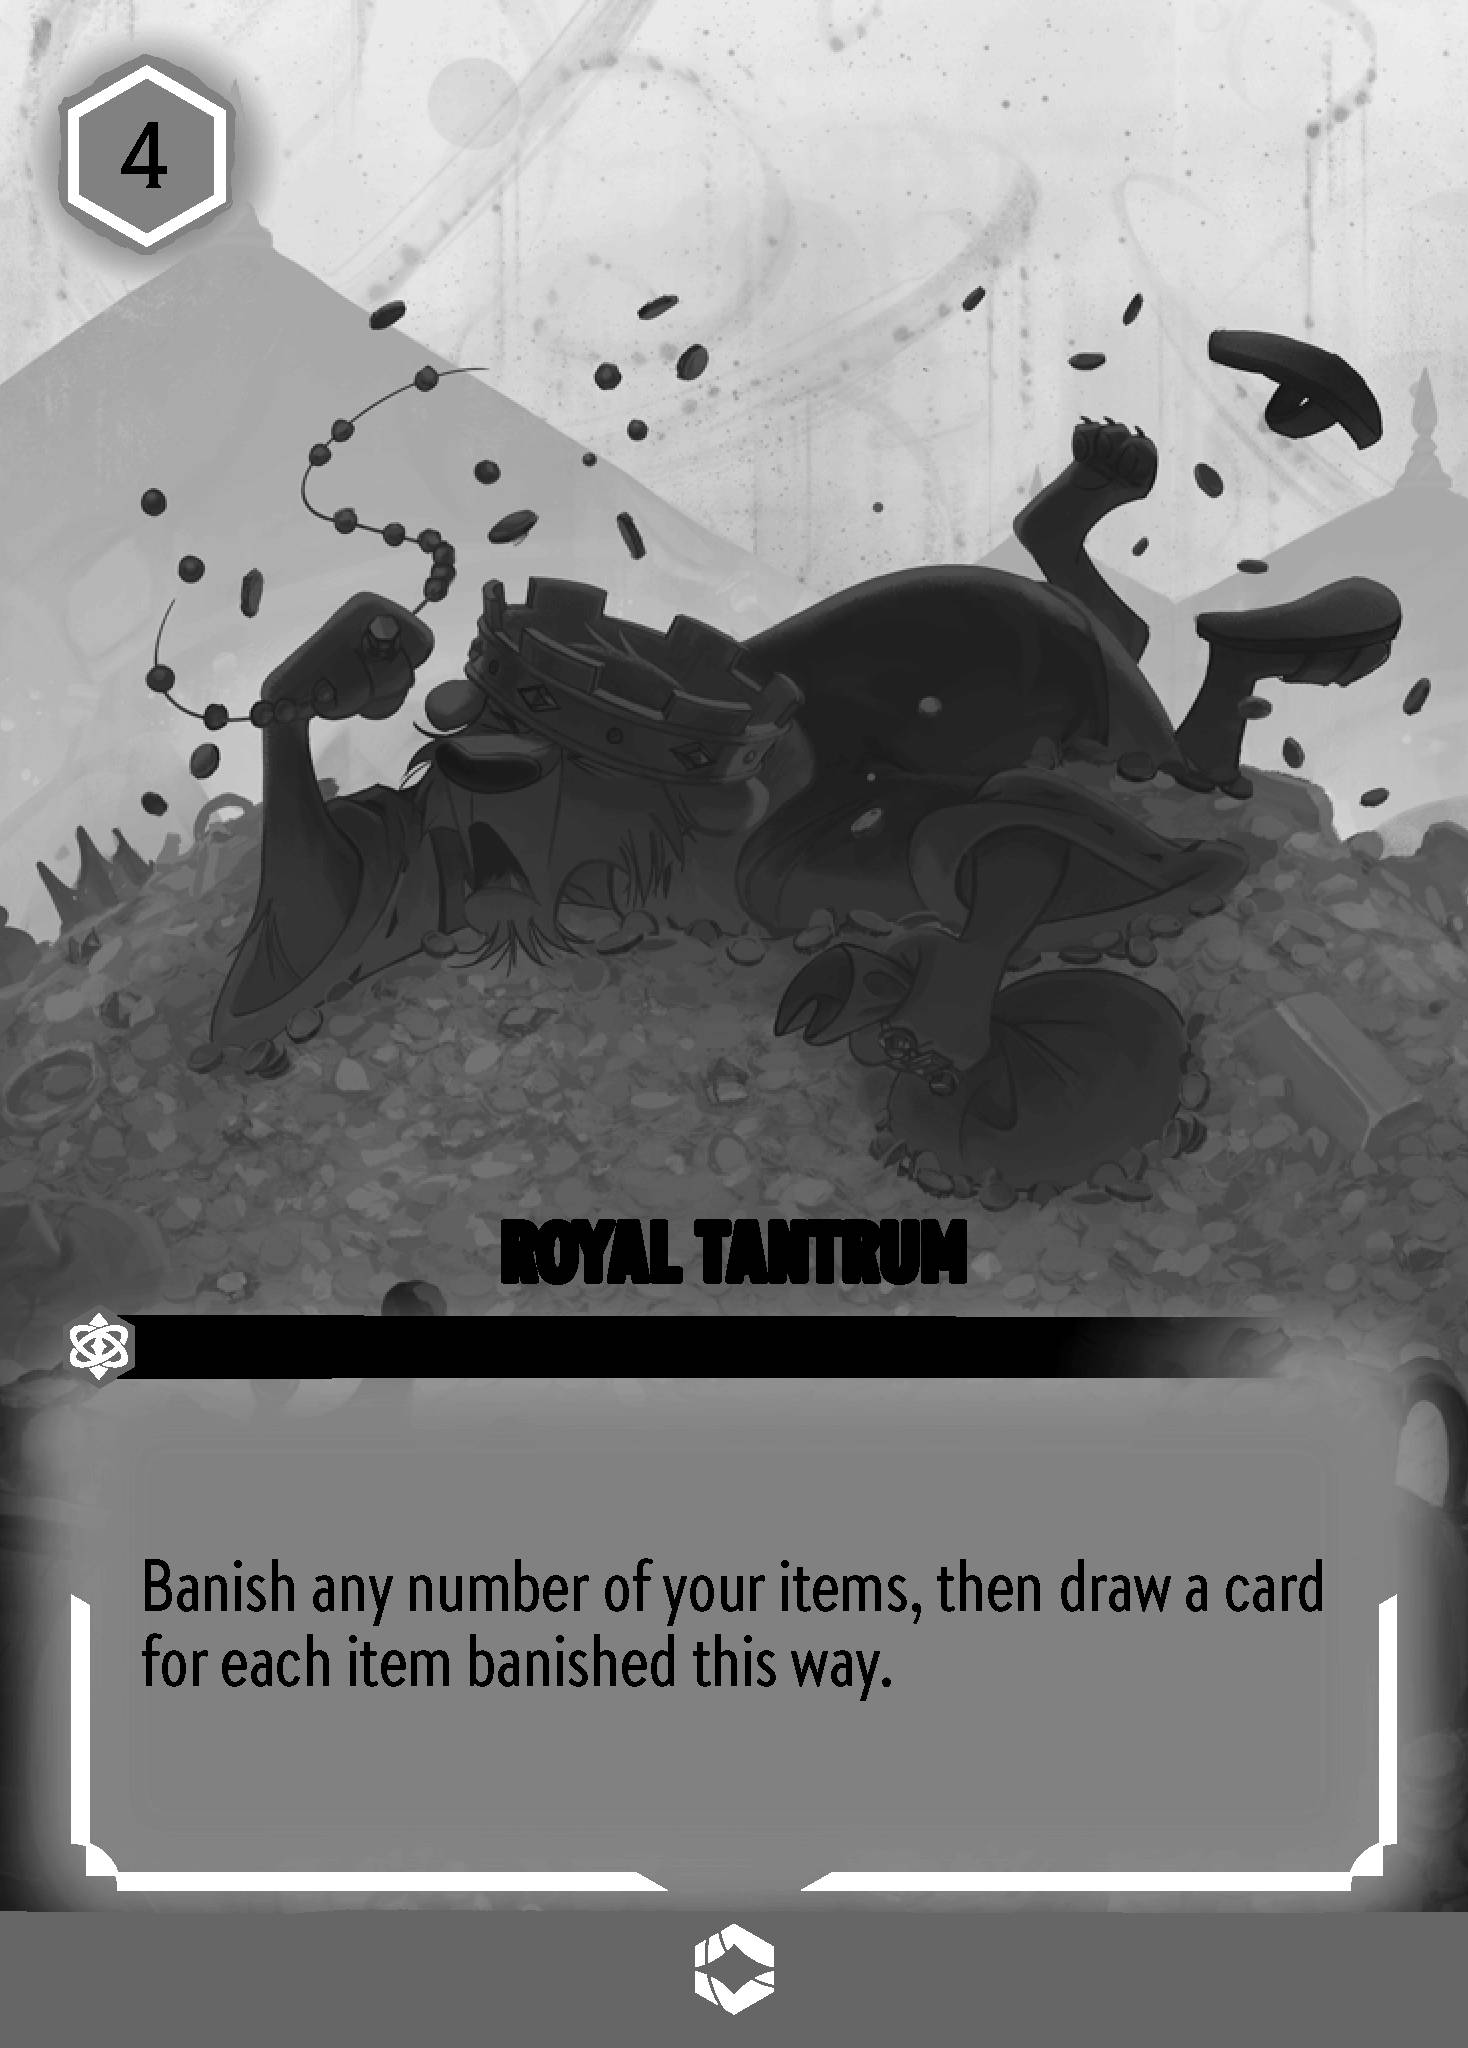 4
ROYAL TANTRUM
Banish any number of your items, then draw a card
for each item banished this way.